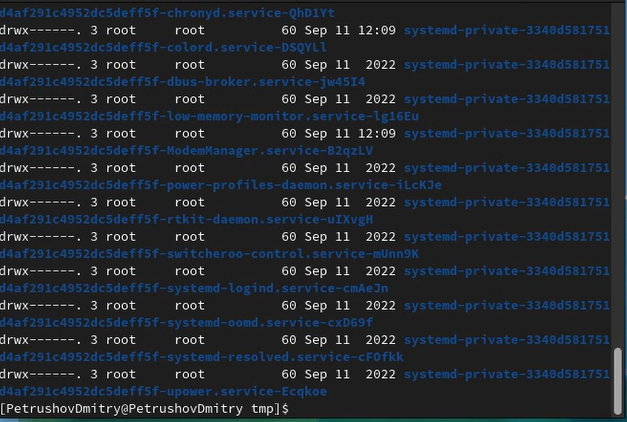 d4af291c4952dc5deff5f-chronyd.service-QhD1Yt
drwx------. 3 root     root          60 Sep 11 12:09 systemd-private-3340d581751
d4af291c4952dc5deff5f-colord.service-DSQYLl
drwx------. 3 root     root          60 Sep 11  2022 systemd-private-3340d581751
d4af291c4952dc5deff5f-dbus-broker.service-jw45I4
drwx------. 3 root     root          60 Sep 11  2022 systemd-private-3340d581751
d4af291c4952dc5deff5f-low-memory-monitor.service-lg16Eu
drwx------. 3 root     root          60 Sep 11 12:09 systemd-private-3340d581751
d4af291c4952dc5deff5f-ModemManager.service-B2qzLV
drwx------. 3 root     root          60 Sep 11  2022 systemd-private-3340d581751
d4af291c4952dc5deff5f-power-profiles-daemon.service-iLcKJe
drwx------. 3 root     root          60 Sep 11  2022 systemd-private-3340d581751
d4af291c4952dc5deff5f-rtkit-daemon.service-uIXvgH
drwx------. 3 root     root          60 Sep 11  2022 systemd-private-3340d581751
d4af291c4952dc5deff5f-switcheroo-control.service-mUnn9K
drwx------. 3 root     root          60 Sep 11  2022 systemd-private-3340d581751
d4af291c4952dc5deff5f-systemd-logind.service-cmAeJn
drwx------. 3 root     root          60 Sep 11  2022 systemd-private-3340d581751
d4af291c4952dc5deff5f-systemd-oomd.service-cxD69f
drwx------. 3 root     root          60 Sep 11  2022 systemd-private-3340d581751
d4af291c4952dc5deff5f-systemd-resolved.service-cFOfkk
drwx------. 3 root     root          60 Sep 11  2022 systemd-private-3340d581751
d4af291c4952dc5deff5f-upower.service-Ecqkoe
[PetrushovDmitry@PetrushovDmitry tmp]$